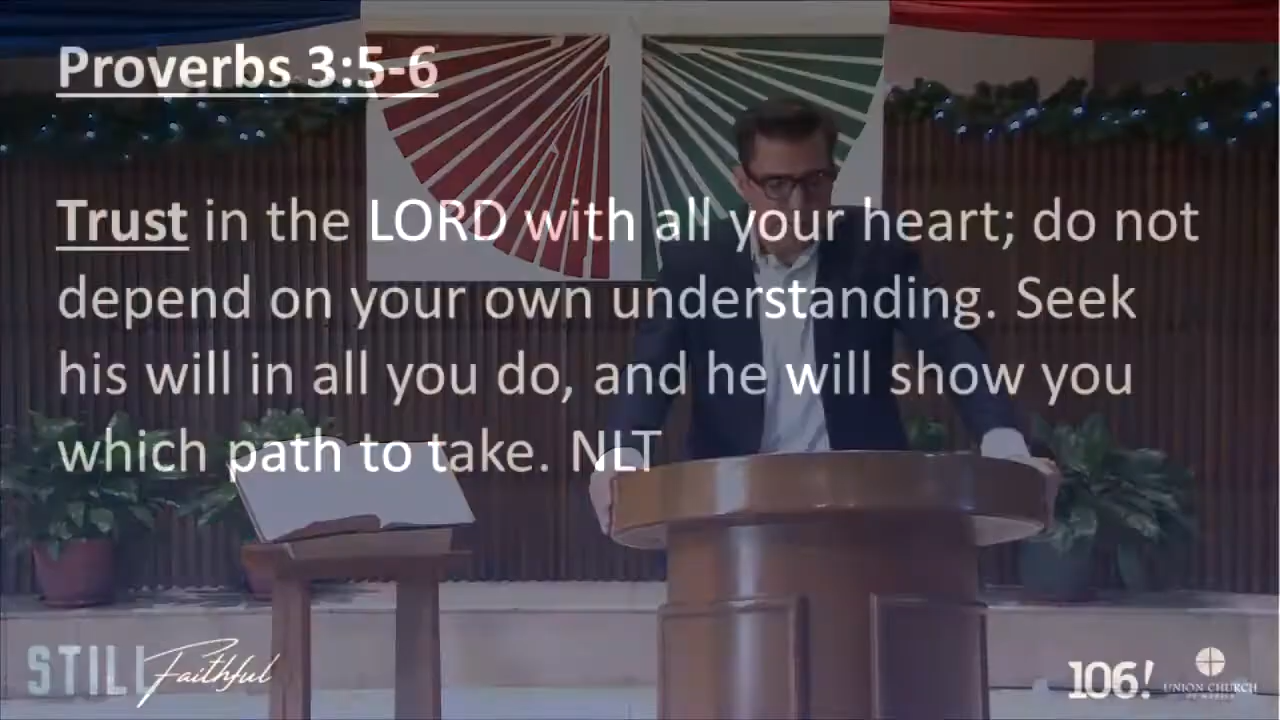 Proverbs 3:5-6
Trust in the LORD with all your heart; do not
depend on your own understanding. Seek
his will in all you do, and he will show you
which path to take. NLT
STILL Faithful
106!
UNION CHURCH
OF MANILA